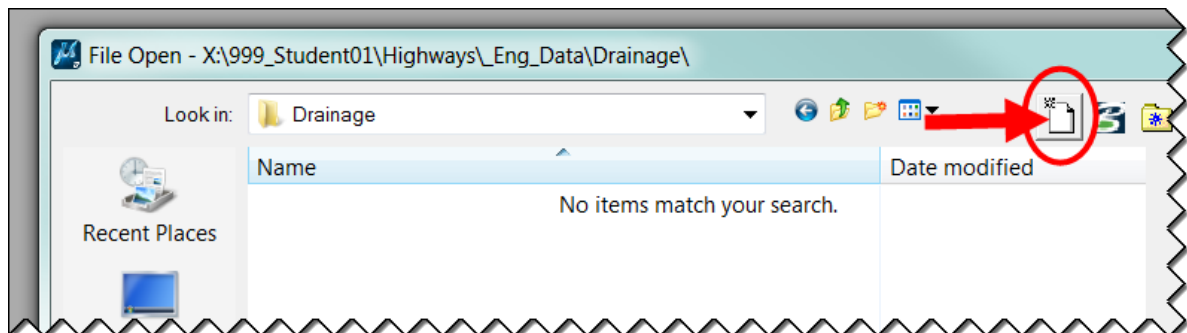 File Open - X:\999_Student01\Highways\_Eng_Data\Drainage\
Look in: Drainage
Name Date modified
No items match your search.
Recent Places